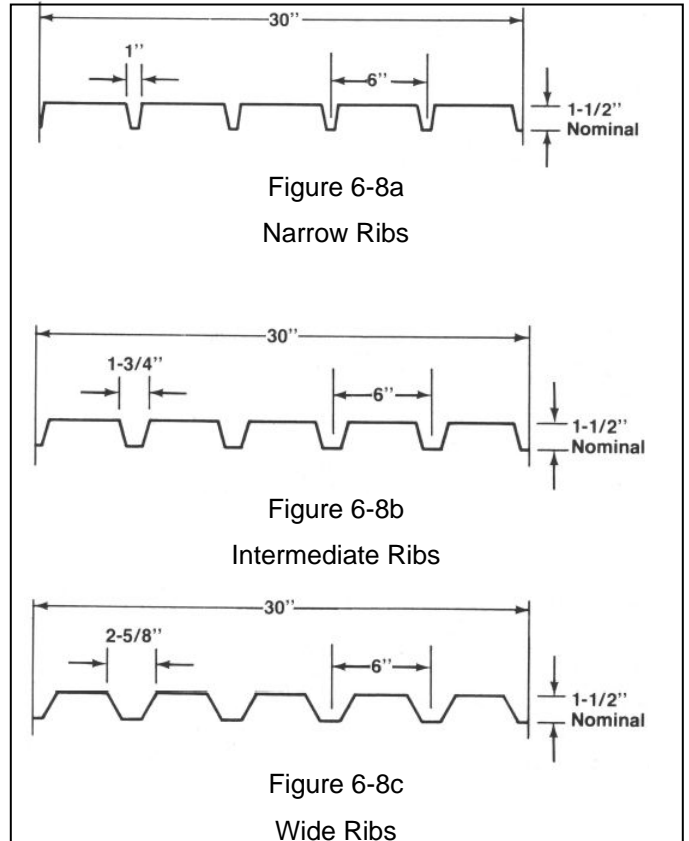 30''
1''
6''
1-1/2''
Nominal
Figure 6-8a
Narrow Ribs
30''
1-3/4''
6''
1-1/2''
Nominal
Figure 6-8b
Intermediate Ribs
30''
2-5/8''
6''
1-1/2''
Nominal
Figure 6-8c
Wide Ribs